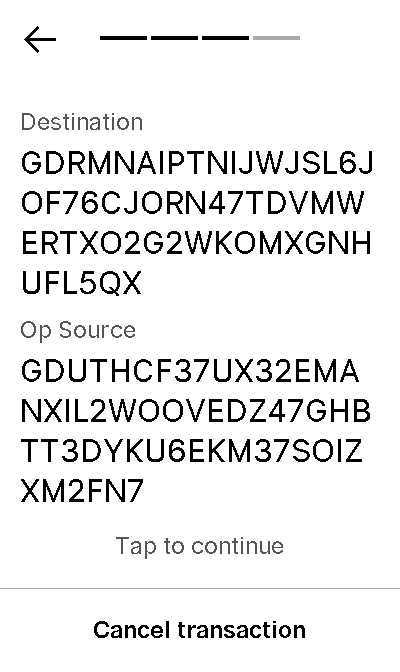 Destination
GDRMNAIPTNIJWJSL6J
OF76CJORN47TDVMW
ERTXO2G2WKOMXGNH
UFL5QX
Op Source
GDUTHCF37UX32EMA
NXIL2WOOVEDZ47GHB
TT3DYKU6EKM37SOIZ
XM2FN7
Tap to continue
Cancel transaction